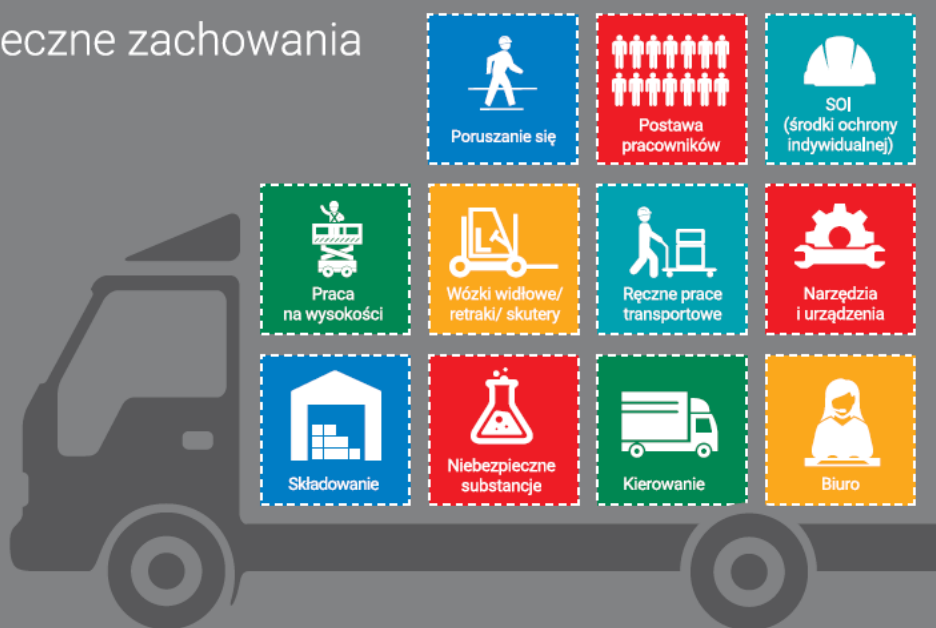 eczne zachowania
Poruszanie się
Postawa
pracowników
SOI
(środki ochrony
indywidualnej)
Praca
na wysokości
Wózki widłowe/
retraki/ skutery
Ręczne prace
transportowe
Narzędzia
i urządzenia
Składowanie
Niebezpieczne
substancje
Kierowanie
Biuro